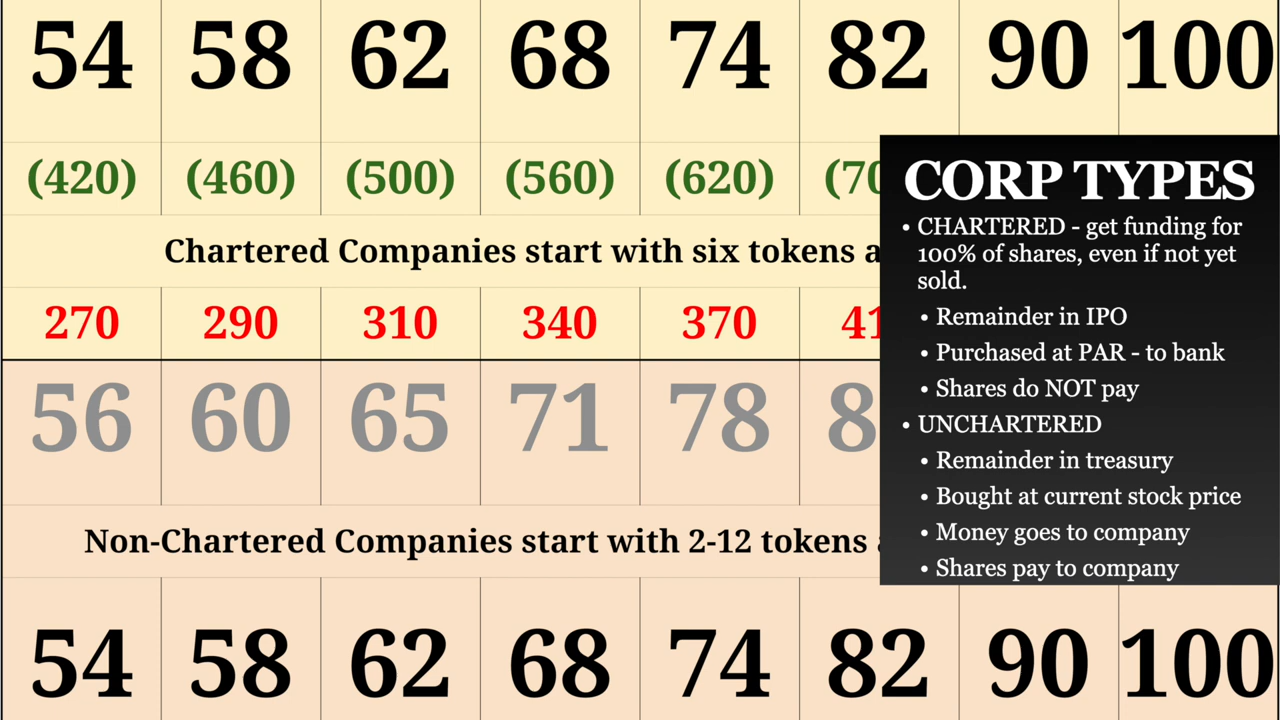 54 58 62 68 74 82 90 100
(420) (460) (500) (560) (620)
Chartered Companies start with six tokens
270 290 310 340 370
56 60 65 71 78
Non-Chartered Companies start with 2-12 tokens
54 58 62 68 74 82 90 100
CORP TYPES
• CHARTERED - get funding for
100% of shares, even if not yet
sold.
• Remainder in IPO
• Purchased at PAR - to bank
• Shares do NOT pay
• UNCHARTERED
• Remainder in treasury
• Bought at current stock price
• Money goes to company
• Shares pay to company